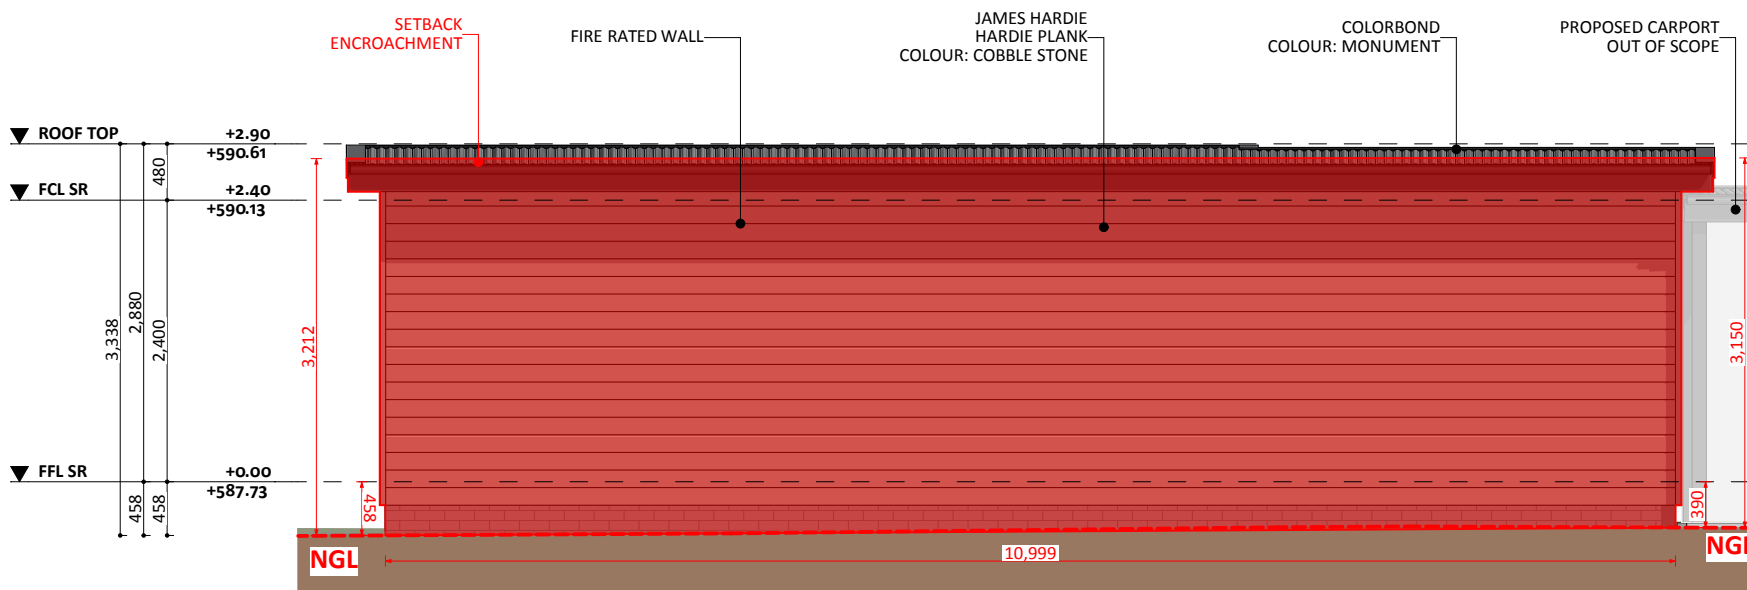 SETBACK
ENCROACHMENT
FIRE RATED WALL
JAMES HARDIE
HARDIE PLANK
COLOUR: COBBLE STONE
COLORBOND
COLOUR: MONUMENT
PROPOSED CARPORT
OUT OF SCOPE
ROOF TOP
+2.90
+590.61
480
FCL SR
+2.40
+590.13
3,338
2,880
2,400
3,212
3,150
FFL SR
+0.00
+587.73
458
458
458
390
NGL
10,999
NGL